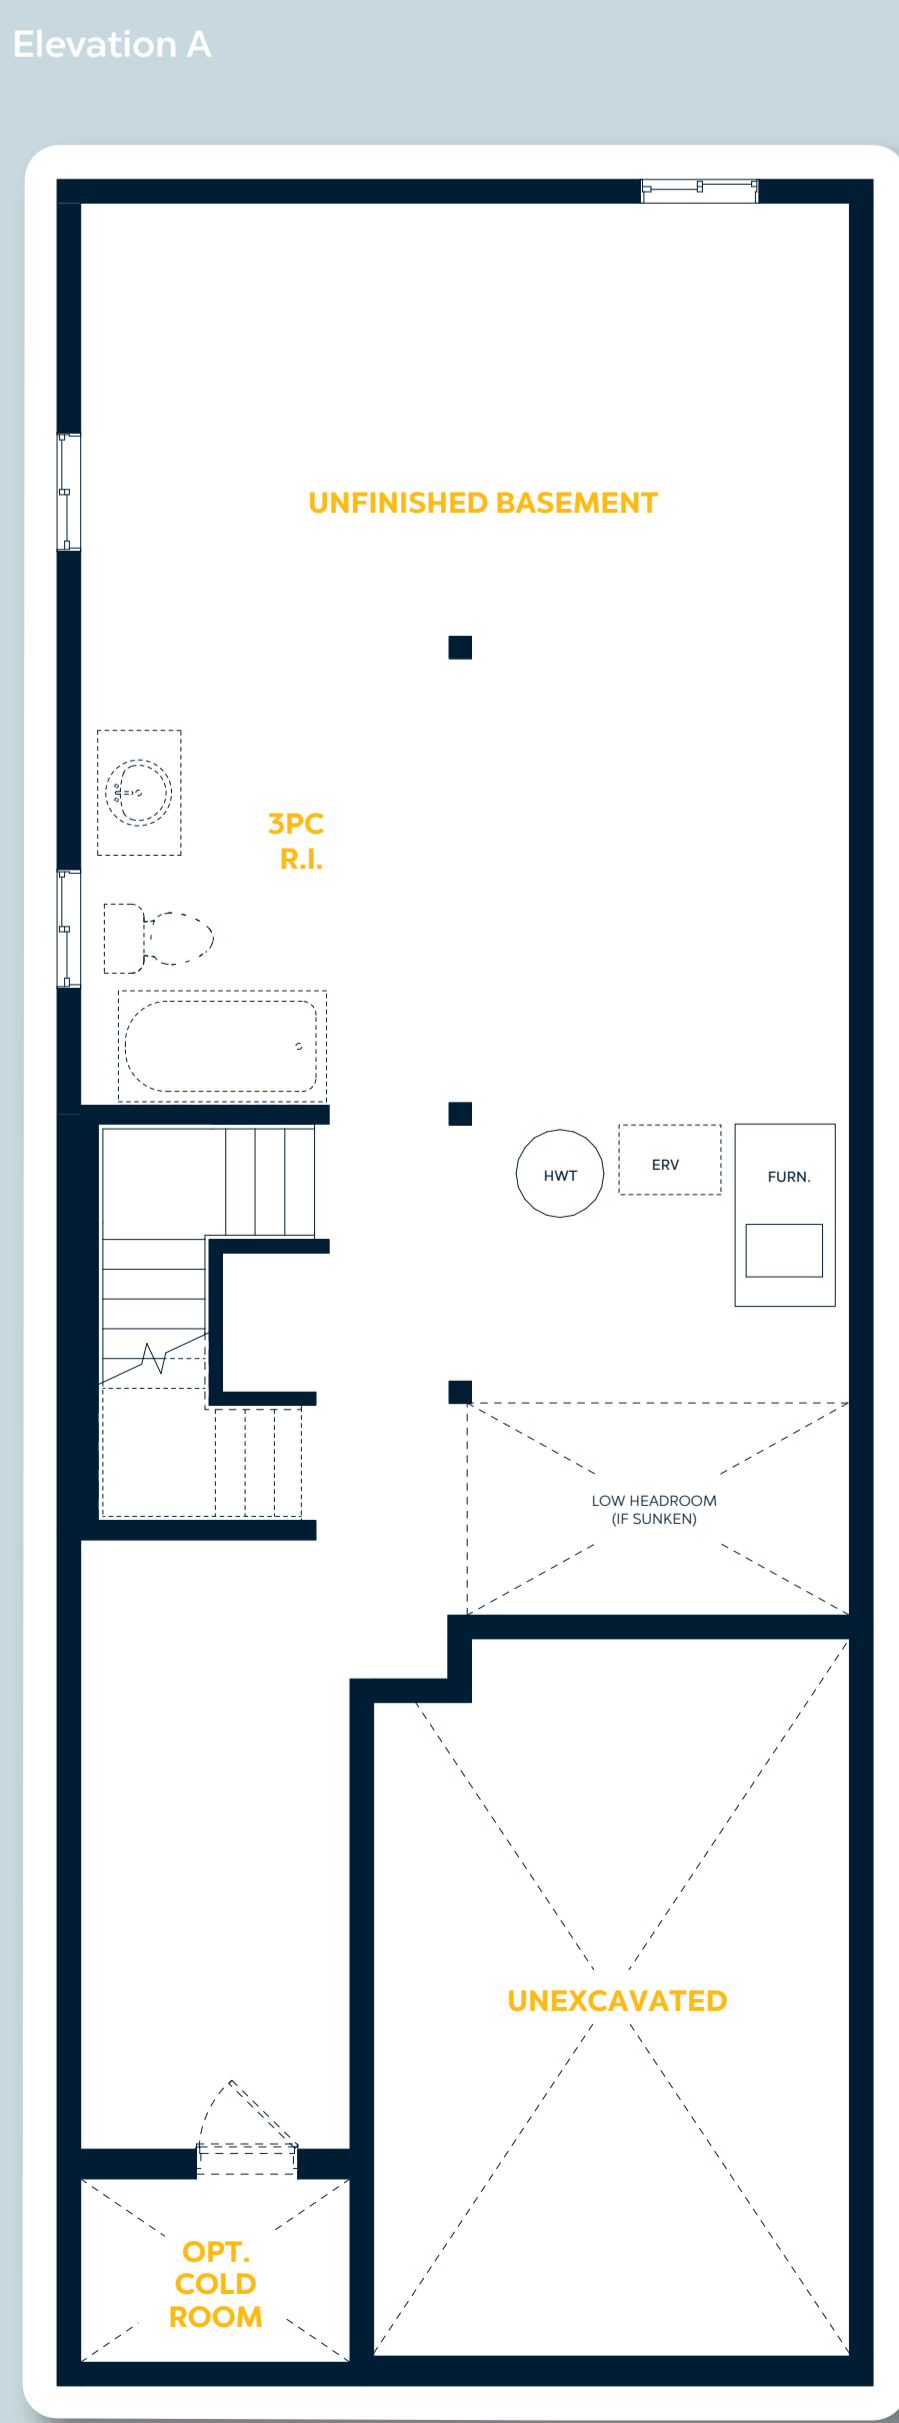 Elevation A
UNFINISHED BASEMENT
3PC
R.I.
HWT
ERV
FURN.
LOW HEADROOM
(IF SUNKEN)
UNEXCAVATED
OPT.
COLD
ROOM